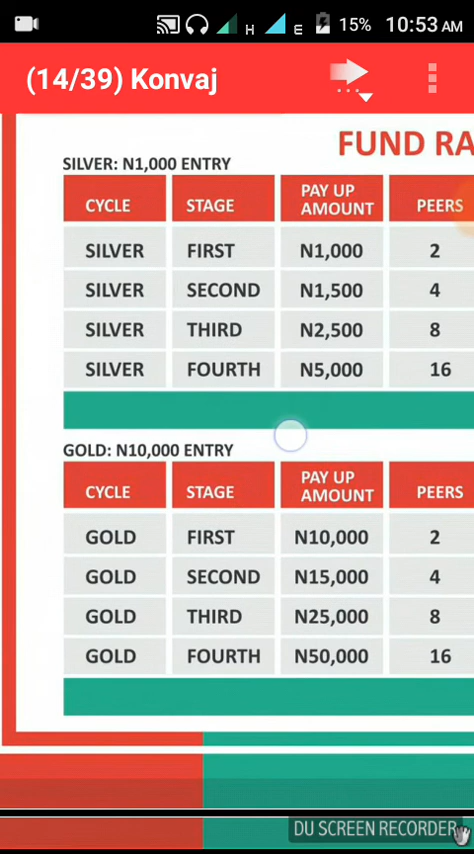 H E 15% 10:53 AM
(14/39) Konvaj
FUND RA
SILVER: N1,000 ENTRY
CYCLE STAGE PAY UP AMOUNT PEERS
SILVER FIRST N1,000 2
SILVER SECOND N1,500 4
SILVER THIRD N2,500 8
SILVER FOURTH N5,000 16
GOLD: N10,000 ENTRY
CYCLE STAGE PAY UP AMOUNT PEERS
GOLD FIRST N10,000 2
GOLD SECOND N15,000 4
GOLD THIRD N25,000 8
GOLD FOURTH N50,000 16
DU SCREEN RECORDER